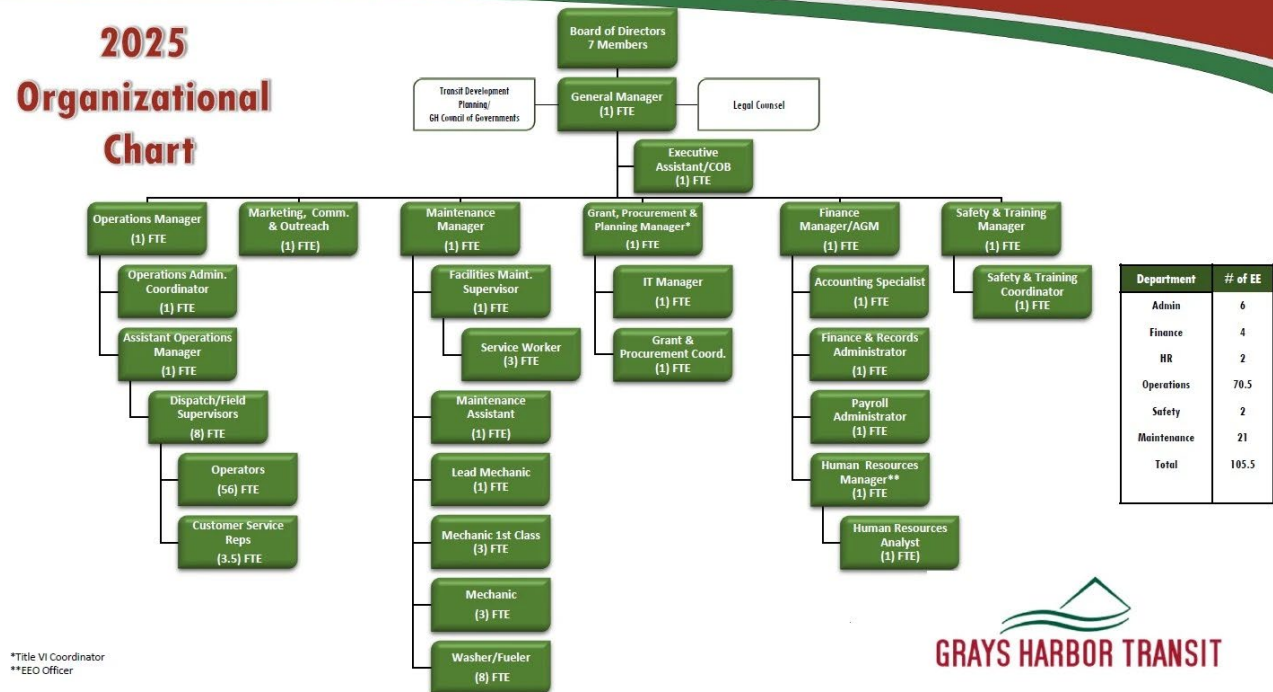 2025
Organizational
Chart
Board of Directors
7 Members
Transit Development
Planning/
GH Council of Governments
General Manager
(1) FTE
Legal Counsel
Executive
Assistant/COB
(1) FTE
Operations Manager
(1) FTE
Marketing, Comm.
& Outreach
(1) FTE)
Maintenance
Manager
(1) FTE
Grant, Procurement &
Planning Manager*
(1) FTE
Finance
Manager/AGM
(1) FTE
Safety & Training
Manager
(1) FTE
Operations Admin.
Coordinator
(1) FTE
Assistant Operations
Manager
(1) FTE
Dispatch/Field
Supervisors
(8) FTE
Operators
(56) FTE
Customer Service
Reps
(3.5) FTE
Facilities Maint.
Supervisor
(1) FTE
Service Worker
(3) FTE
Maintenance
Assistant
(1) FTE)
Lead Mechanic
(1) FTE
Mechanic 1st Class
(3) FTE
Mechanic
(3) FTE
Washer/Fueler
(8) FTE
IT Manager
(1) FTE
Grant &
Procurement Coord.
(1) FTE
Accounting Specialist
(1) FTE
Finance & Records
Administrator
(1) FTE
Payroll
Administrator
(1) FTE
Human Resources
Manager**
(1) FTE
Human Resources
Analyst
(1) FTE)
Safety & Training
Coordinator
(1) FTE
Department # of EE
Admin 6
Finance 4
HR 2
Operations 70.5
Safety 2
Maintenance 21
Total 105.5
*Title VI Coordinator
**EEO Officer
GRAYS HARBOR TRANSIT